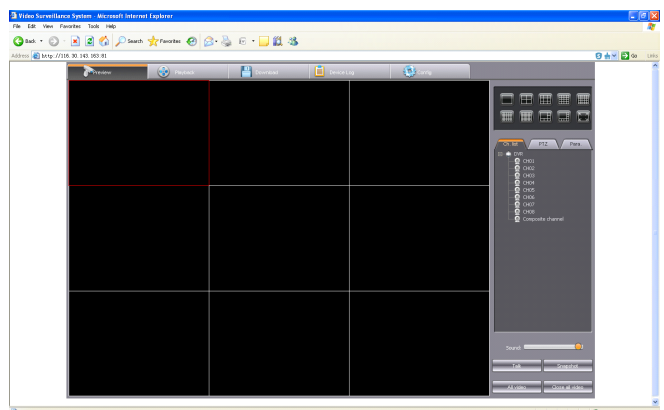 Video Surveillance System - Microsoft Internet Explorer
File Edit View Favorites Tools Help
Back Search Favorites
Address http://116.30.143.163:81 Go Links
Preview Playback Download Device Log Config
Ch. list PTZ Para
DVR
CH01
CH02
CH03
CH04
CH05
CH06
CH07
CH08
Composite channel
Sound:
Talk Snapshot
All video Close all video